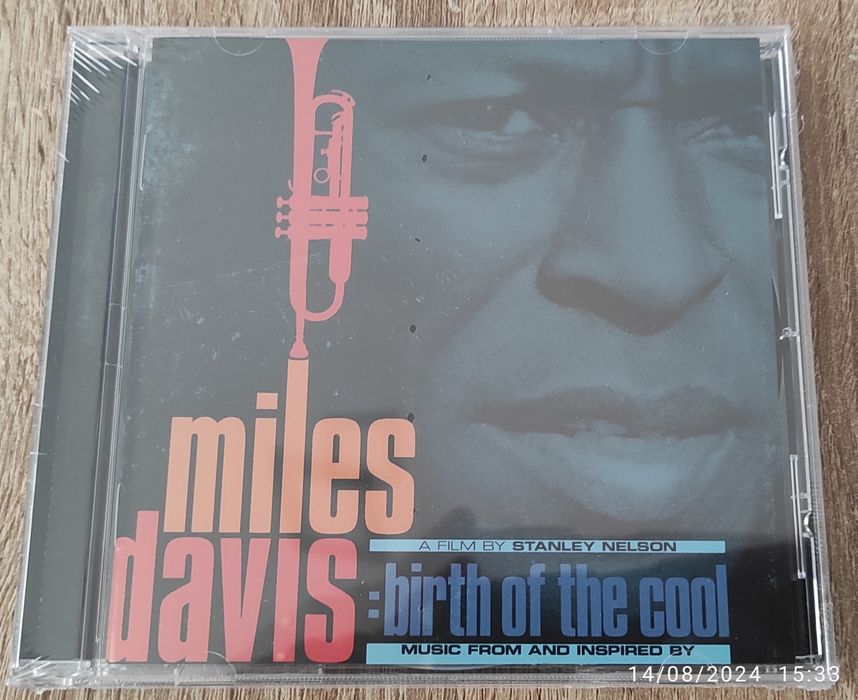 miles
davis
A FILM BY STANLEY NELSON
:birth of the cool
MUSIC FROM AND INSPIRED BY
14/08/2024 15:33